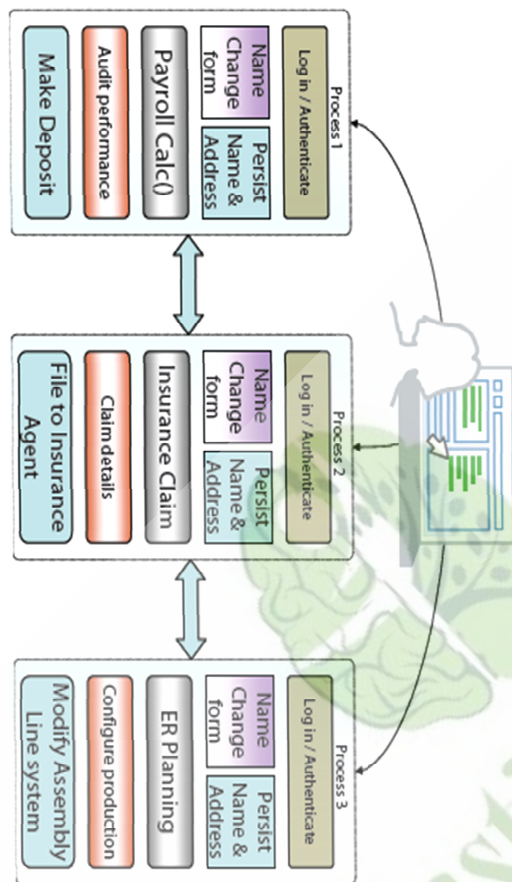 Process 1
Log in / Authenticate
Name
Change
form
Persist
Name &
Address
Payroll Calc()
Audit performance
Make Deposit
Process 2
Log in / Authenticate
Name
Change
form
Persist
Name &
Address
Insurance Claim
Claim details
File to Insurance
Agent
Process 3
Log in / Authenticate
Name
Change
form
Persist
Name &
Address
ER Planning
Configure production
Modify Assembly
Line system